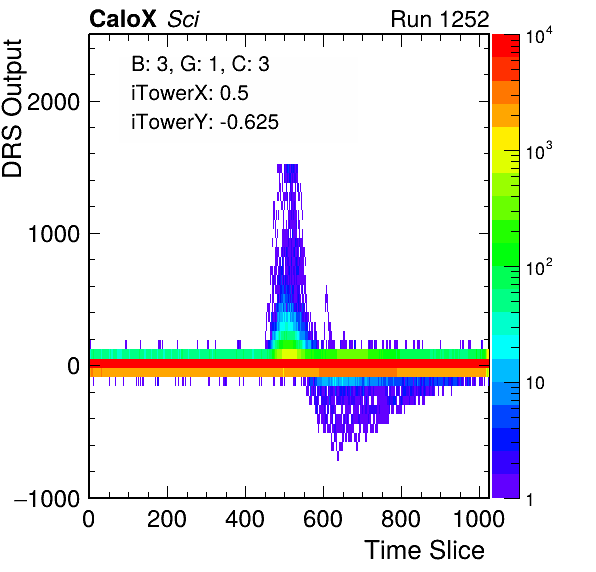 CaloX Sci Run 1252
B: 3, G: 1, C: 3
iTowerX: 0.5
iTowerY: -0.625
DRS Output
2000
1000
0
−1000
0 200 400 600 800 1000
Time Slice
10^4
10^3
10^2
10
1